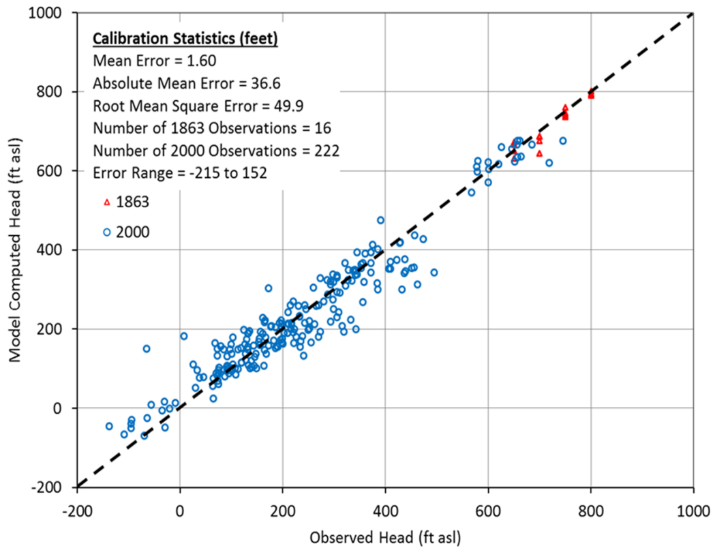 1000
800
600
400
200
0
-200
Model Computed Head (ft asl)
Calibration Statistics (feet)
Mean Error = 1.60
Absolute Mean Error = 36.6
Root Mean Square Error = 49.9
Number of 1863 Observations = 16
Number of 2000 Observations = 222
Error Range = -215 to 152
1863
2000
-200 0 200 400 600 800 1000
Observed Head (ft asl)